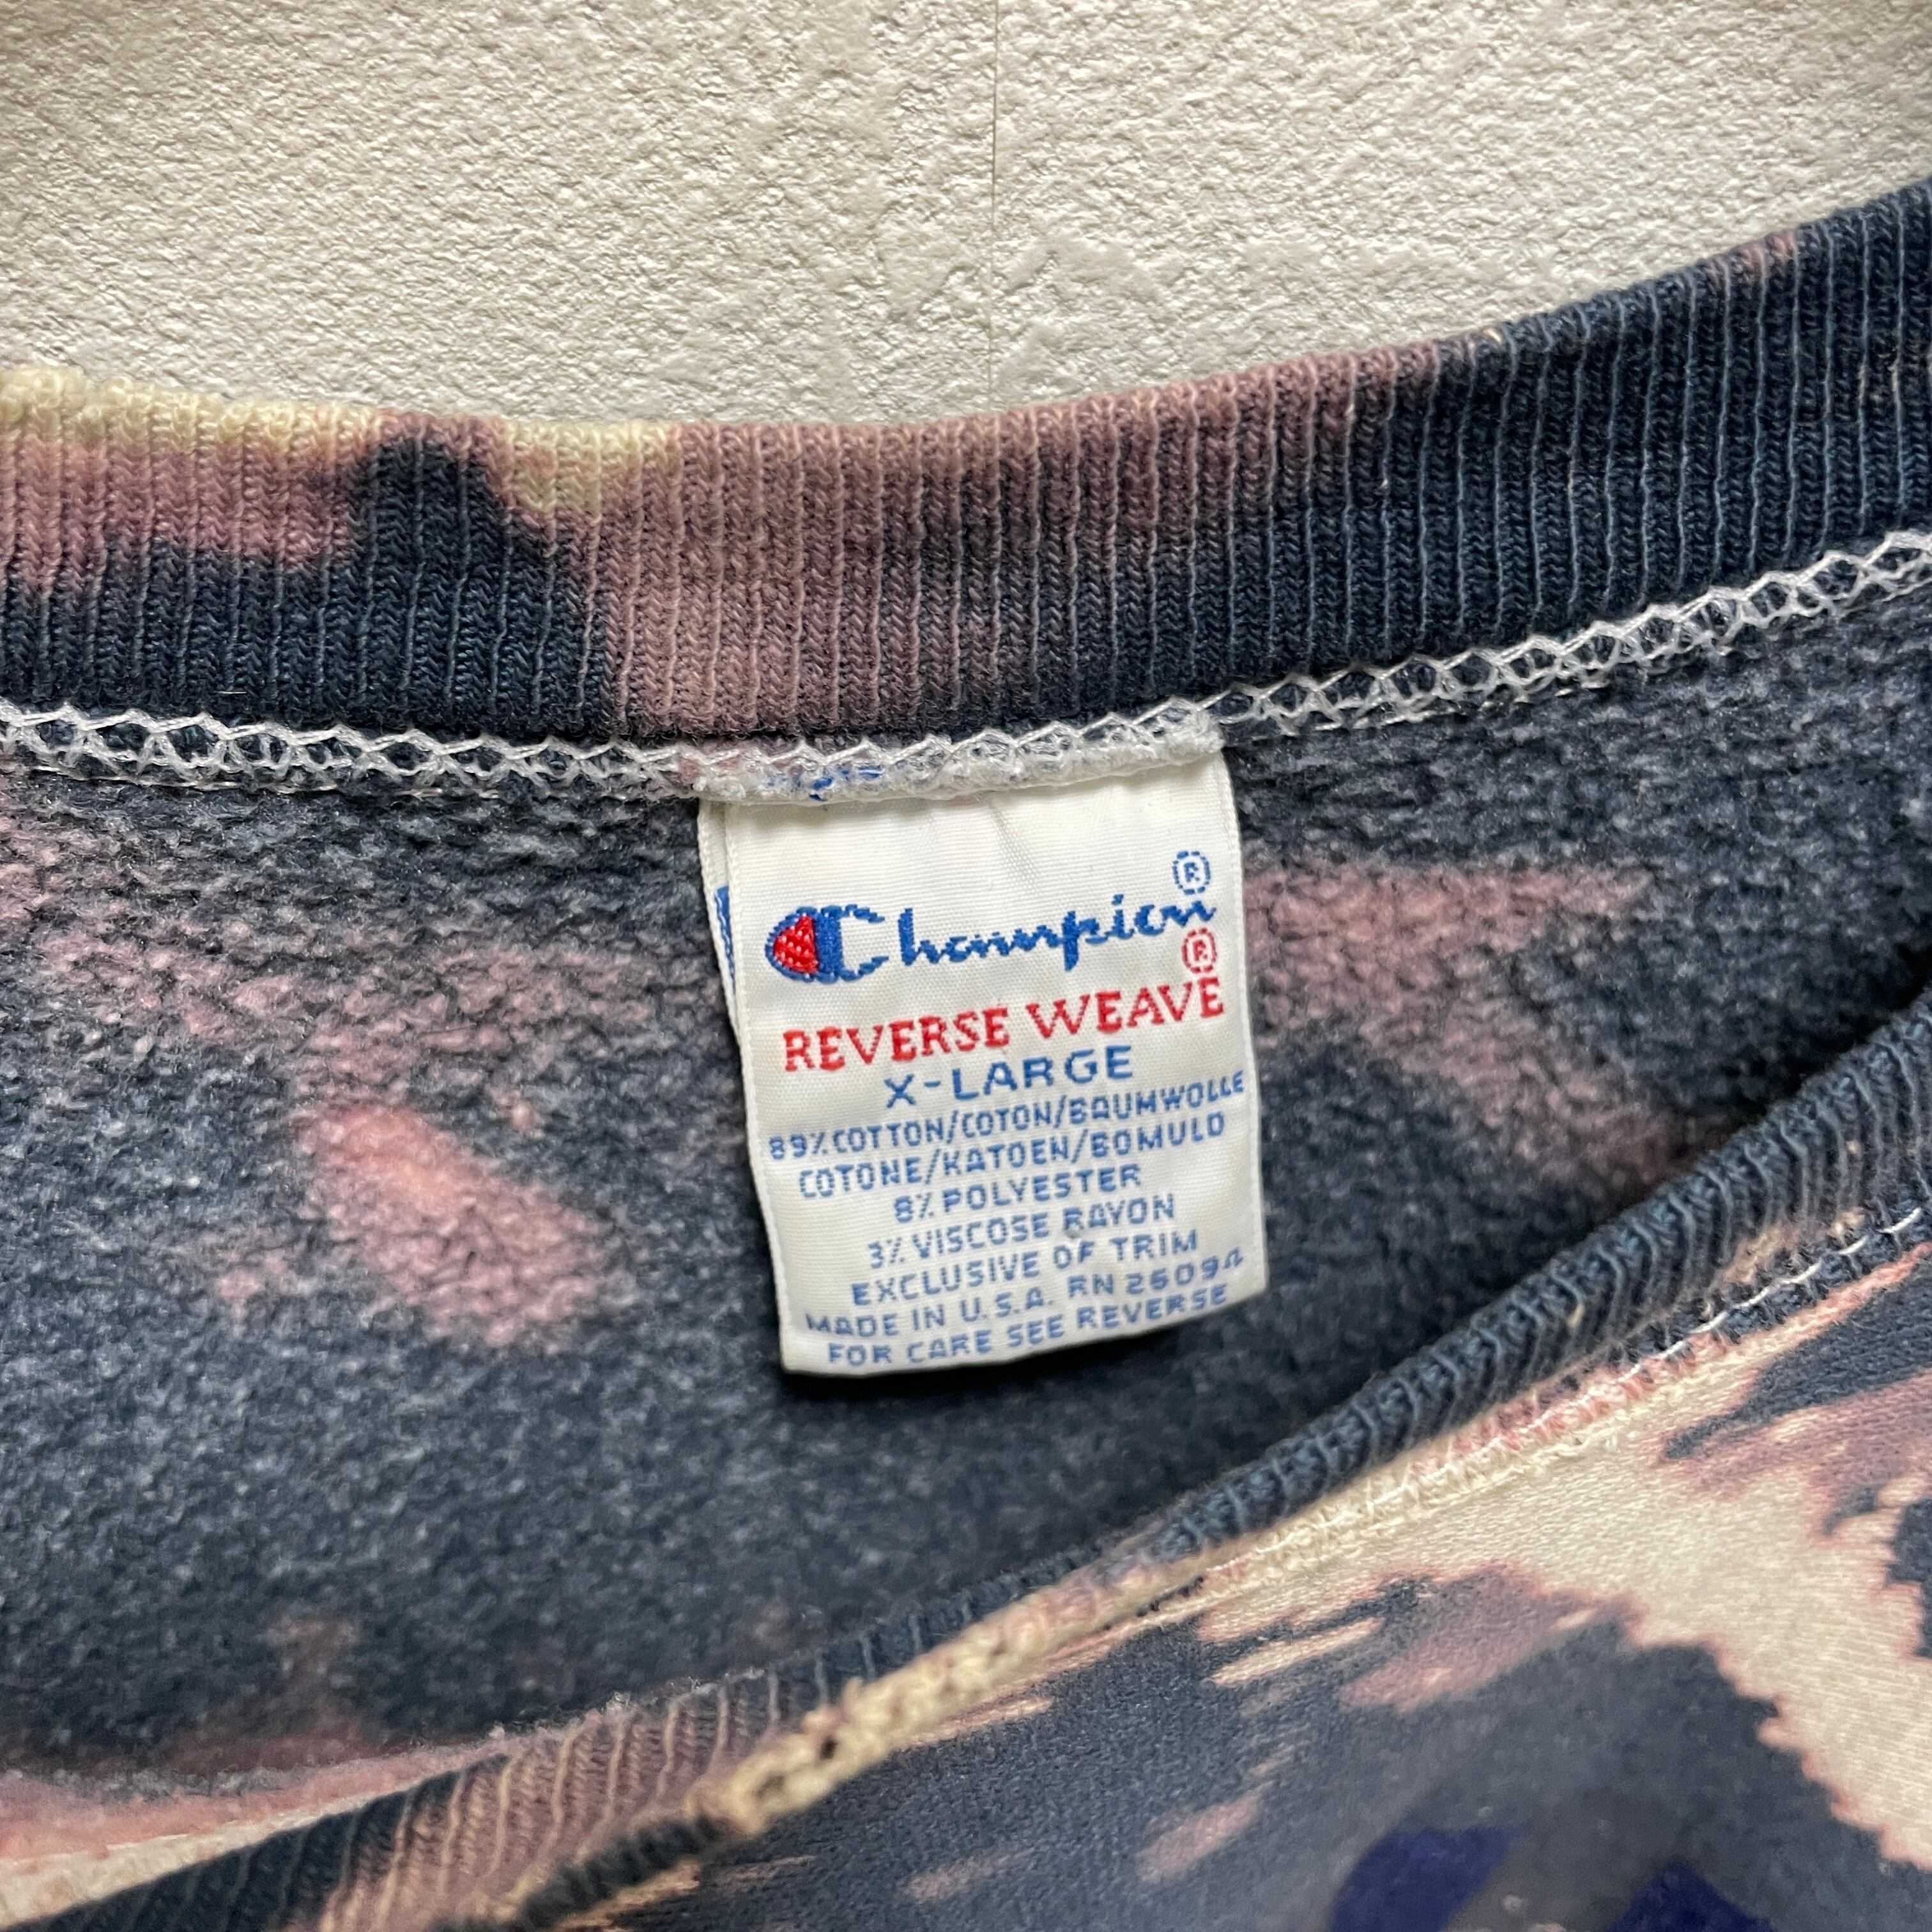 Champion®
REVERSE WEAVE®
X-LARGE
89% COTTON/COTON/BAUMWOLLE
COTONE/KATOEN/BOMULD
8% POLYESTER
3% VISCOSE RAYON
EXCLUSIVE OF TRIM
MADE IN U.S.A. RN 26094
FOR CARE SEE REVERSE